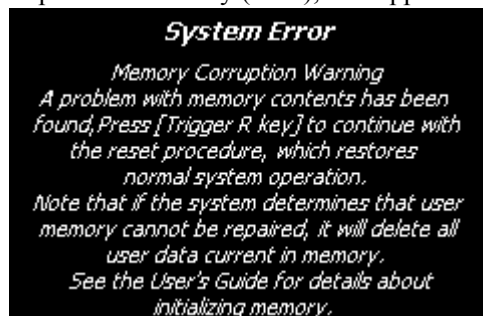 System Error
Memory Corruption Warning
A problem with memory contents has been
found,Press [Trigger R key] to continue with
the reset procedure, which restores
normal system operation.
Note that if the system determines that user
memory cannot be repaired, it will delete all
user data current in memory.
See the User's Guide for details about
initializing memory.